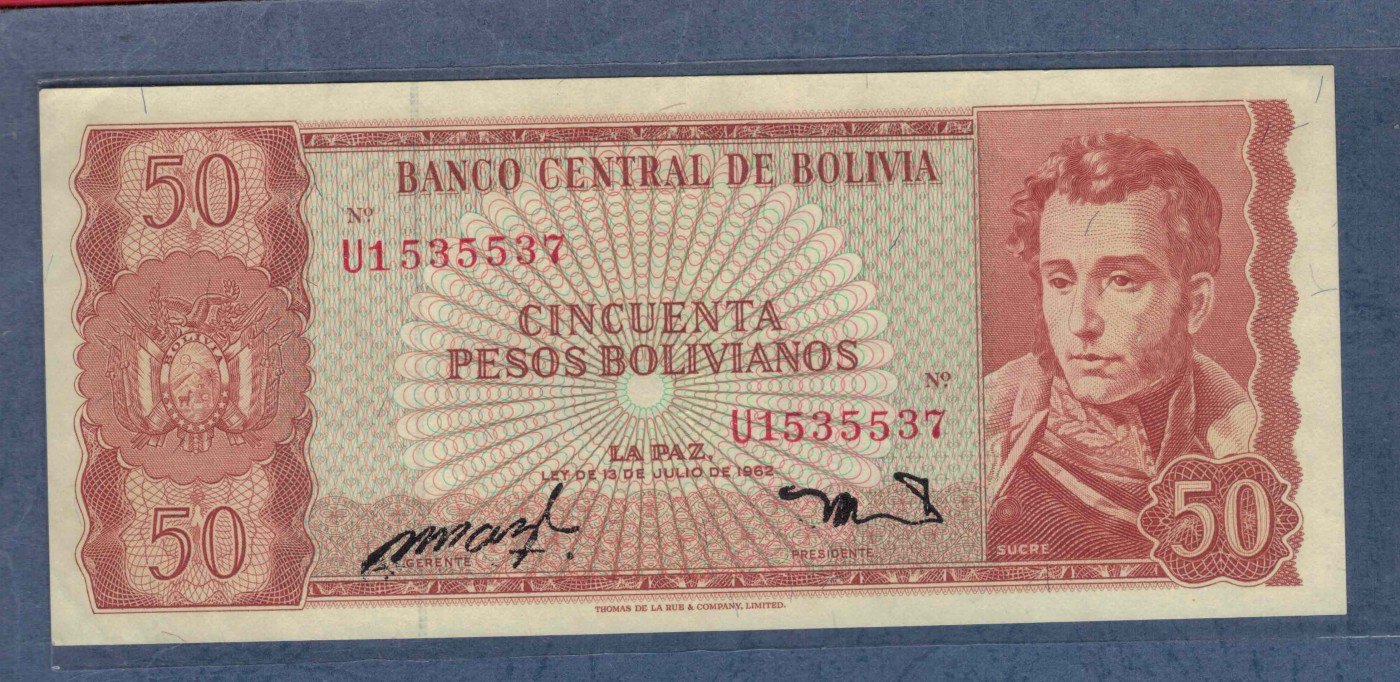 50
BANCO CENTRAL DE BOLIVIA
Nº
U1535537
BOLIVIA
CINCUENTA
PESOS BOLIVIANOS
Nº
U1535537
LA PAZ,
LEY DE 13 DE JULIO DE 1962
50
GERENTE
PRESIDENTE
SUCRE
50
THOMAS DE LA RUE & COMPANY, LIMITED.